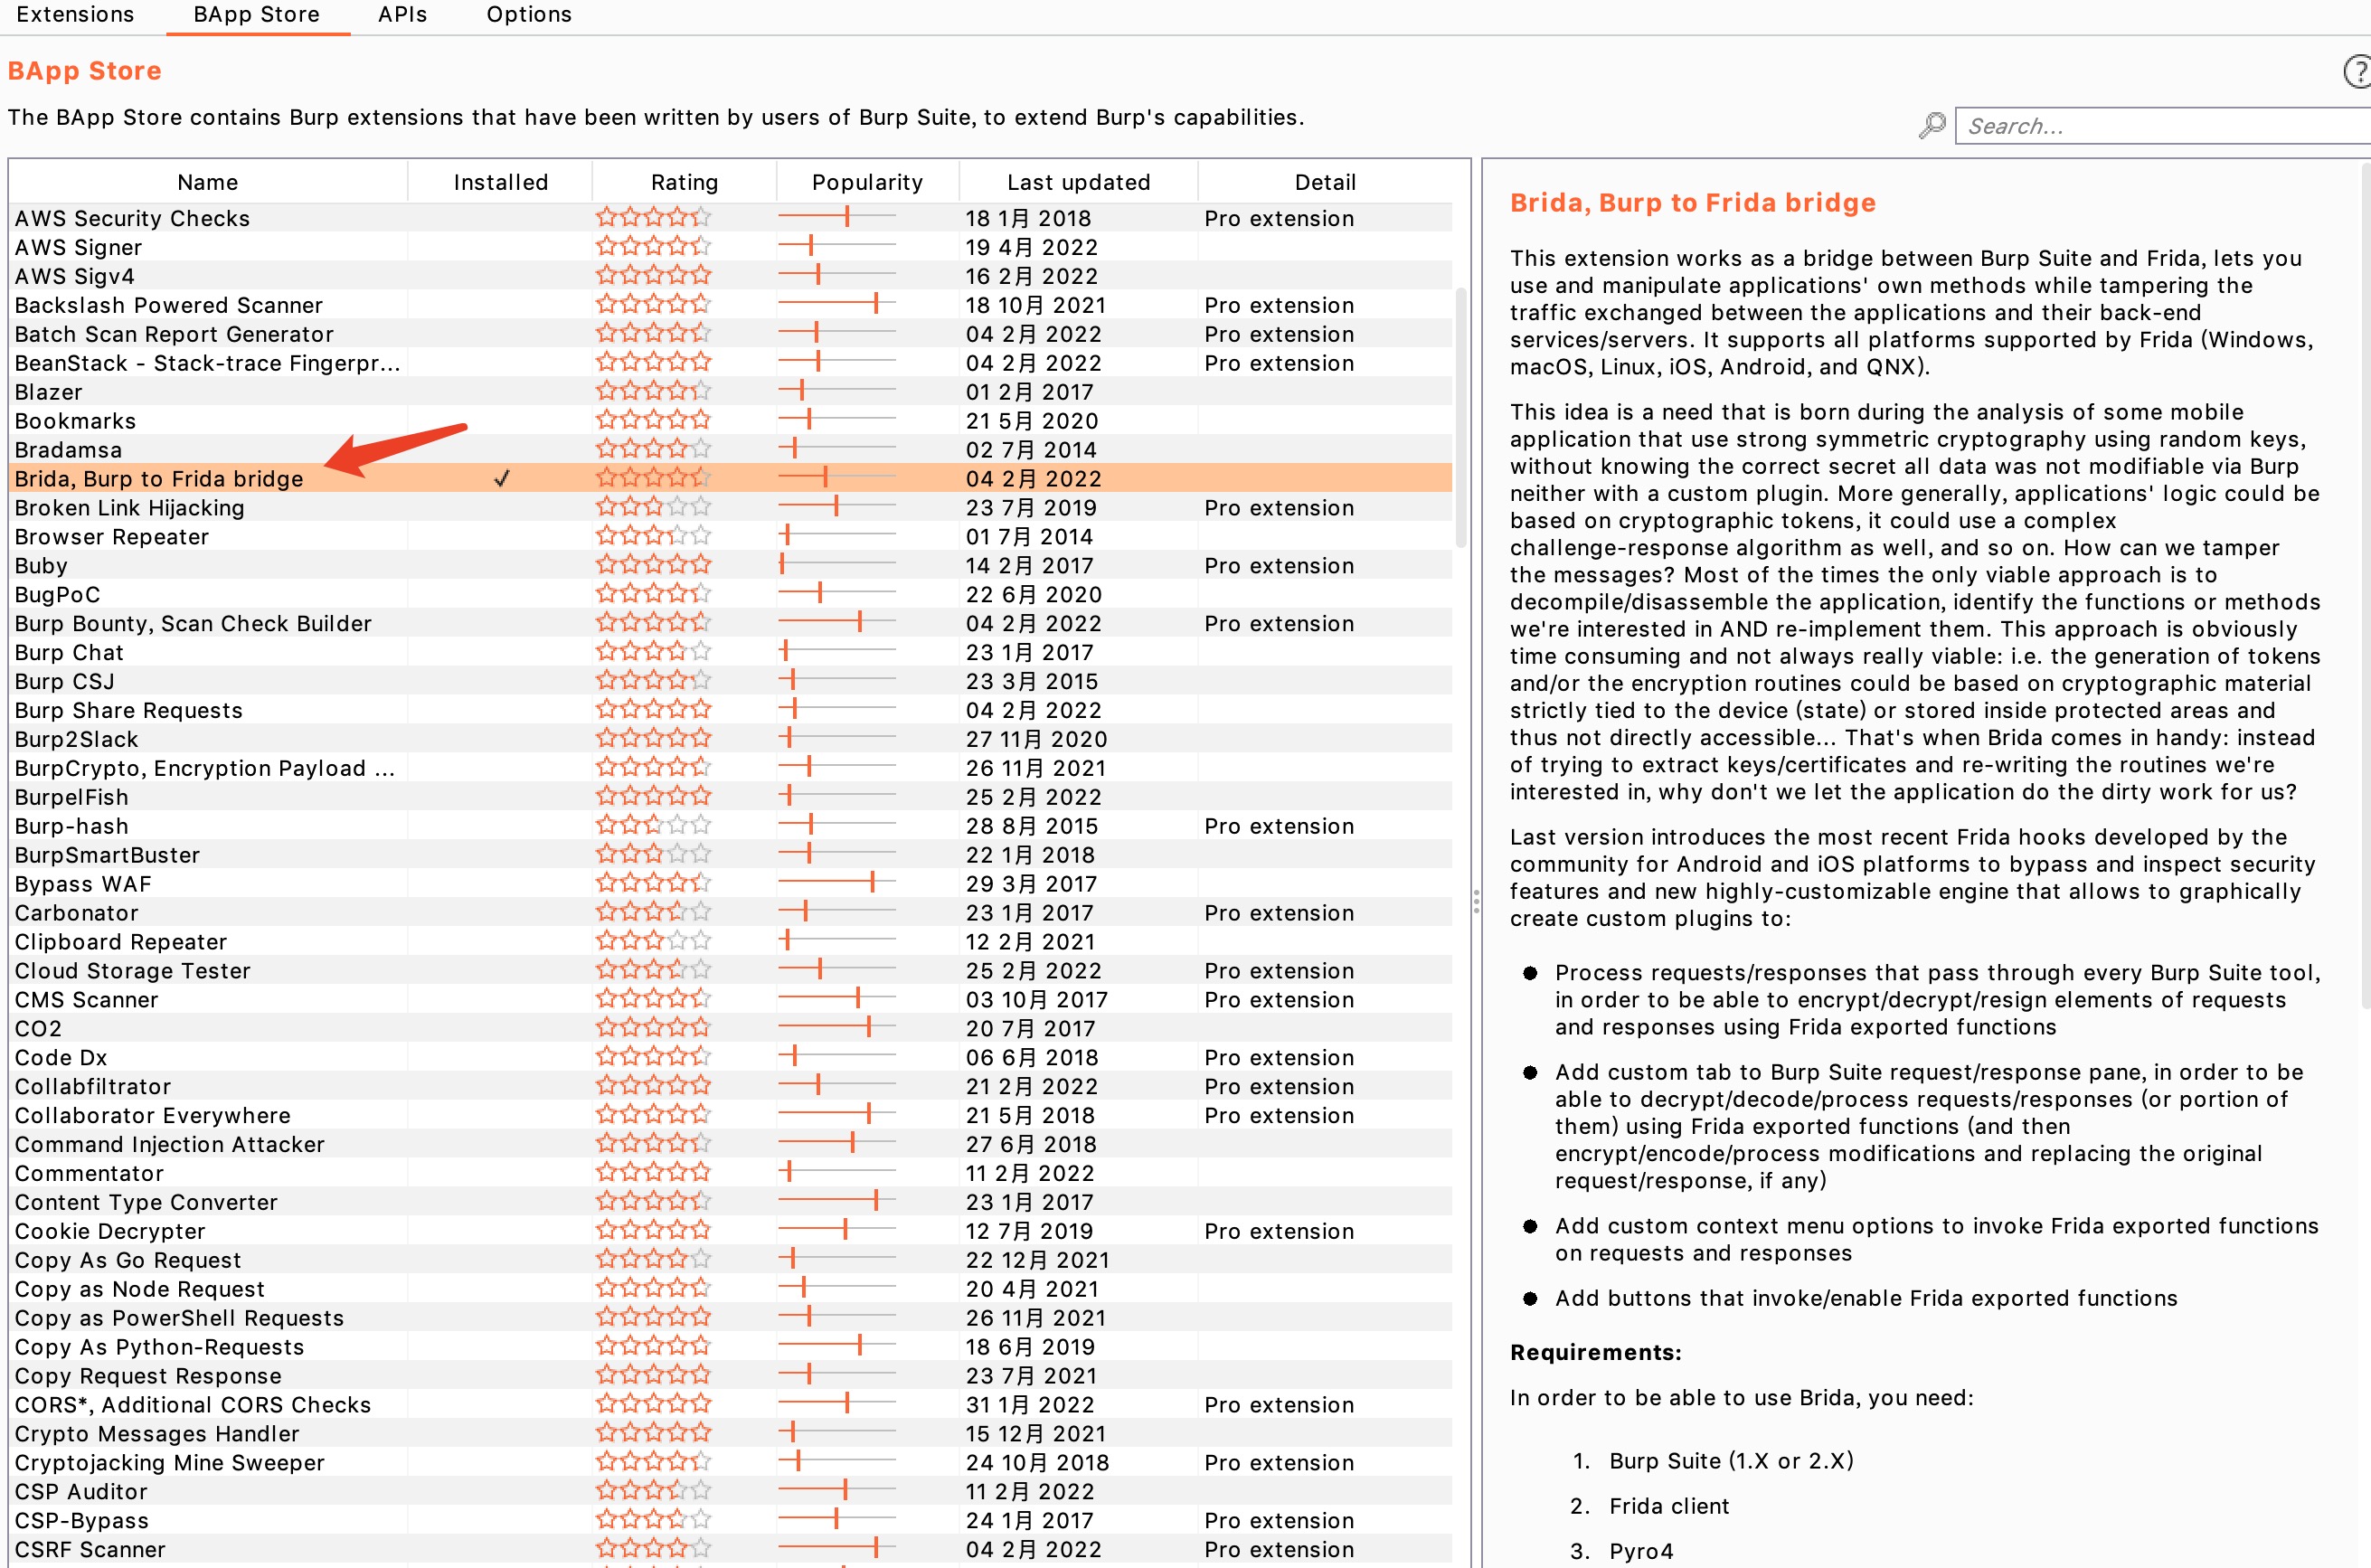 Extensions BApp Store APIs Options
BApp Store
?
The BApp Store contains Burp extensions that have been written by users of Burp Suite, to extend Burp's capabilities.
Search...
Name Installed Rating Popularity Last updated Detail
AWS Security Checks 18 1月 2018 Pro extension
AWS Signer 19 4月 2022
AWS Sigv4 16 2月 2022
Backslash Powered Scanner 18 10月 2021 Pro extension
Batch Scan Report Generator 04 2月 2022 Pro extension
BeanStack - Stack-trace Fingerpr... 04 2月 2022 Pro extension
Blazer 01 2月 2017
Bookmarks 21 5月 2020
Bradamsa 02 7月 2014
Brida, Burp to Frida bridge ✓ 04 2月 2022
Broken Link Hijacking 23 7月 2019 Pro extension
Browser Repeater 01 7月 2014
Buby 14 2月 2017 Pro extension
BugPoC 22 6月 2020
Burp Bounty, Scan Check Builder 04 2月 2022 Pro extension
Burp Chat 23 1月 2017
Burp CSJ 23 3月 2015
Burp Share Requests 04 2月 2022
Burp2Slack 27 11月 2020
BurpCrypto, Encryption Payload ... 26 11月 2021
BurpelFish 25 2月 2022
Burp-hash 28 8月 2015 Pro extension
BurpSmartBuster 22 1月 2018
Bypass WAF 29 3月 2017
Carbonator 23 1月 2017 Pro extension
Clipboard Repeater 12 2月 2021
Cloud Storage Tester 25 2月 2022 Pro extension
CMS Scanner 03 10月 2017 Pro extension
CO2 20 7月 2017
Code Dx 06 6月 2018 Pro extension
Collabfiltrator 21 2月 2022 Pro extension
Collaborator Everywhere 21 5月 2018 Pro extension
Command Injection Attacker 27 6月 2018
Commentator 11 2月 2022
Content Type Converter 23 1月 2017
Cookie Decrypter 12 7月 2019 Pro extension
Copy As Go Request 22 12月 2021
Copy as Node Request 20 4月 2021
Copy as PowerShell Requests 26 11月 2021
Copy As Python-Requests 18 6月 2019
Copy Request Response 23 7月 2021
CORS*, Additional CORS Checks 31 1月 2022 Pro extension
Crypto Messages Handler 15 12月 2021
Cryptojacking Mine Sweeper 24 10月 2018 Pro extension
CSP Auditor 11 2月 2022
CSP-Bypass 24 1月 2017 Pro extension
CSRF Scanner 04 2月 2022 Pro extension
Brida, Burp to Frida bridge
This extension works as a bridge between Burp Suite and Frida, lets you
use and manipulate applications' own methods while tampering the
traffic exchanged between the applications and their back-end
services/servers. It supports all platforms supported by Frida (Windows,
macOS, Linux, iOS, Android, and QNX).
This idea is a need that is born during the analysis of some mobile
application that use strong symmetric cryptography using random keys,
without knowing the correct secret all data was not modifiable via Burp
neither with a custom plugin. More generally, applications' logic could be
based on cryptographic tokens, it could use a complex
challenge-response algorithm as well, and so on. How can we tamper
the messages? Most of the times the only viable approach is to
decompile/disassemble the application, identify the functions or methods
we're interested in AND re-implement them. This approach is obviously
time consuming and not always really viable: i.e. the generation of tokens
and/or the encryption routines could be based on cryptographic material
strictly tied to the device (state) or stored inside protected areas and
thus not directly accessible... That's when Brida comes in handy: instead
of trying to extract keys/certificates and re-writing the routines we're
interested in, why don't we let the application do the dirty work for us?
Last version introduces the most recent Frida hooks developed by the
community for Android and iOS platforms to bypass and inspect security
features and new highly-customizable engine that allows to graphically
create custom plugins to:
● Process requests/responses that pass through every Burp Suite tool,
in order to be able to encrypt/decrypt/resign elements of requests
and responses using Frida exported functions
● Add custom tab to Burp Suite request/response pane, in order to be
able to decrypt/decode/process requests/responses (or portion of
them) using Frida exported functions (and then
encrypt/encode/process modifications and replacing the original
request/response, if any)
● Add custom context menu options to invoke Frida exported functions
on requests and responses
● Add buttons that invoke/enable Frida exported functions
Requirements:
In order to be able to use Brida, you need:
1. Burp Suite (1.X or 2.X)
2. Frida client
3. Pyro4